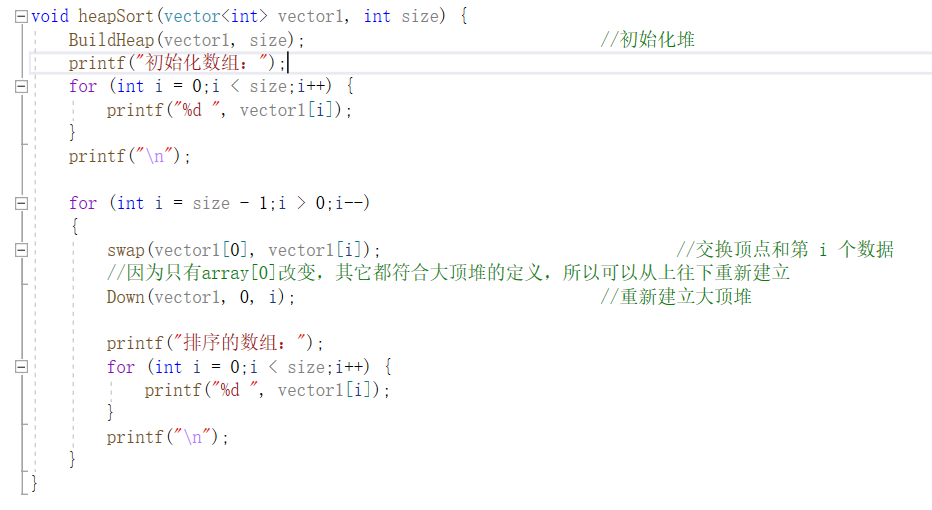 void heapSort(vector<int> vector1, int size) {
    BuildHeap(vector1, size);                              //初始化堆
    printf("初始化数组：");
    for (int i = 0;i < size;i++) {
        printf("%d ", vector1[i]);
    }
    printf("\n");

    for (int i = size - 1;i > 0;i--)
    {
        swap(vector1[0], vector1[i]);                              //交换顶点和第 i 个数据
        //因为只有array[0]改变，其它都符合大顶堆的定义，所以可以从上往下重新建立
        Down(vector1, 0, i);                              //重新建立大顶堆

        printf("排序的数组：");
        for (int i = 0;i < size;i++) {
            printf("%d ", vector1[i]);
        }
        printf("\n");
    }
}